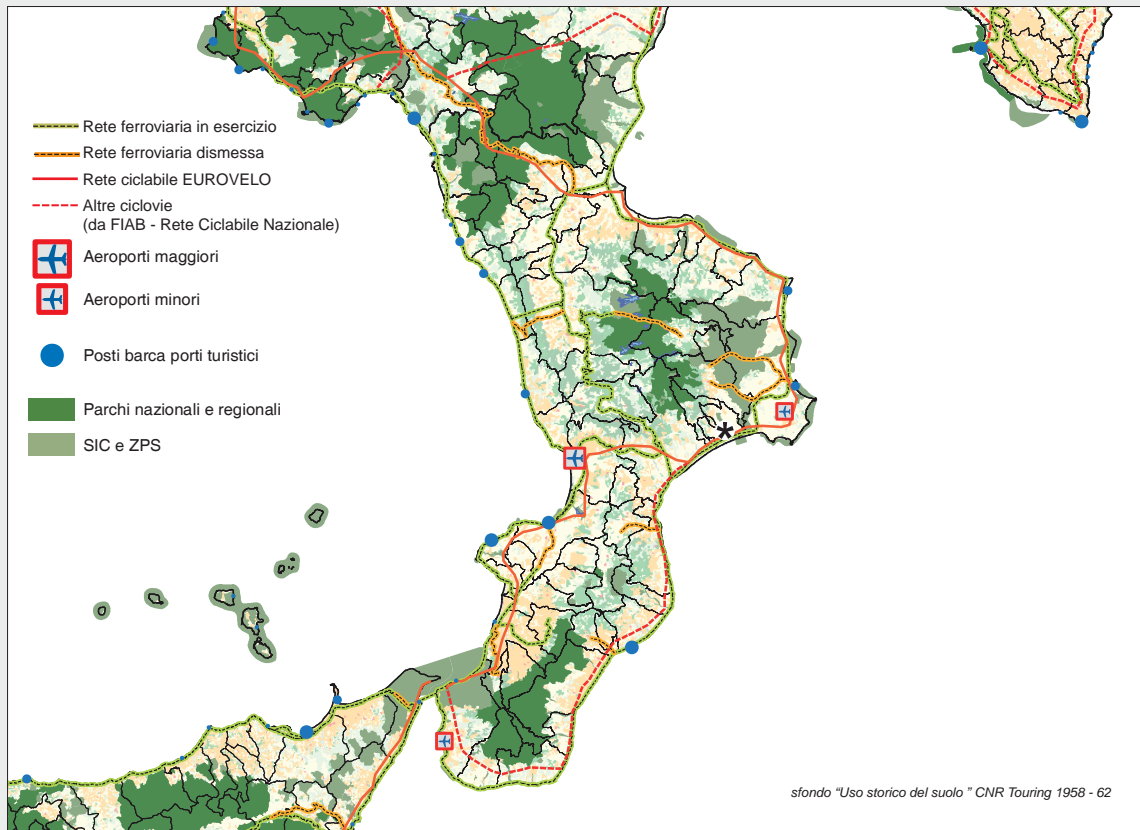 Rete ferroviaria in esercizio
Rete ferroviaria dismessa
Rete ciclabile EUROVELO
Altre ciclovie
(da FIAB - Rete Ciclabile Nazionale)
Aeroporti maggiori
Aeroporti minori
Posti barca porti turistici
Parchi nazionali e regionali
SIC e ZPS
*
sfondo “Uso storico del suolo ” CNR Touring 1958 - 62